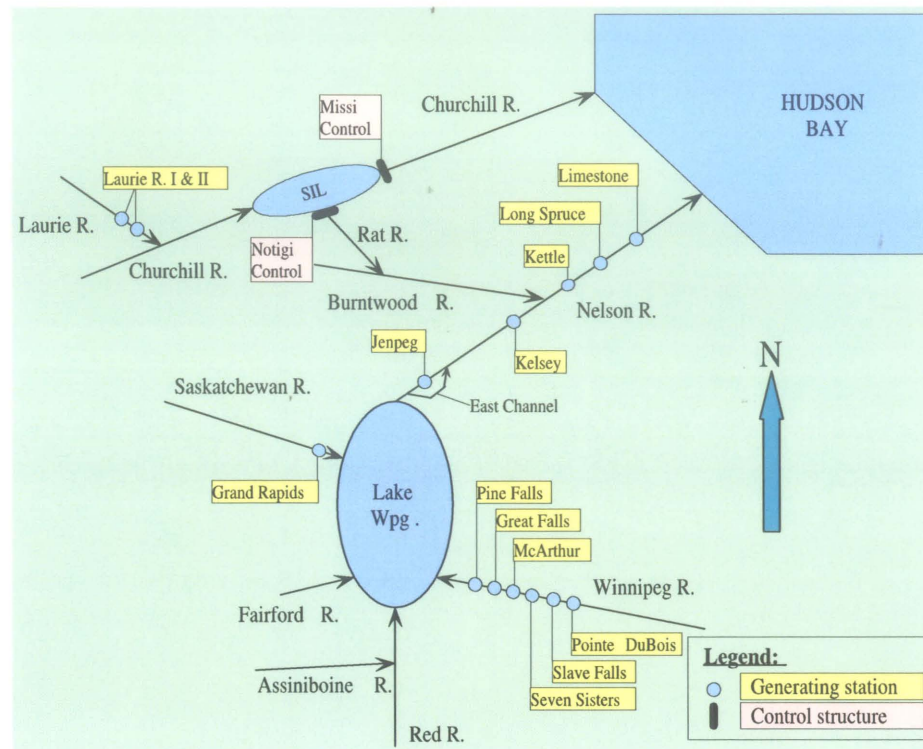 HUDSON
BAY
Churchill R.
Missi
Control
Laurie R. I & II
SIL
Limestone
Long Spruce
Laurie R.
Churchill R.
Notigi
Control
Rat R.
Kettle
Burntwood R.
Nelson R.
Jenpeg
Kelsey
N
Saskatchewan R.
East Channel
Grand Rapids
Lake
Wpg .
Pine Falls
Great Falls
McArthur
Winnipeg R.
Fairford R.
Pointe DuBois
Slave Falls
Seven Sisters
Assiniboine R.
Red R.
Legend:
Generating station
Control structure